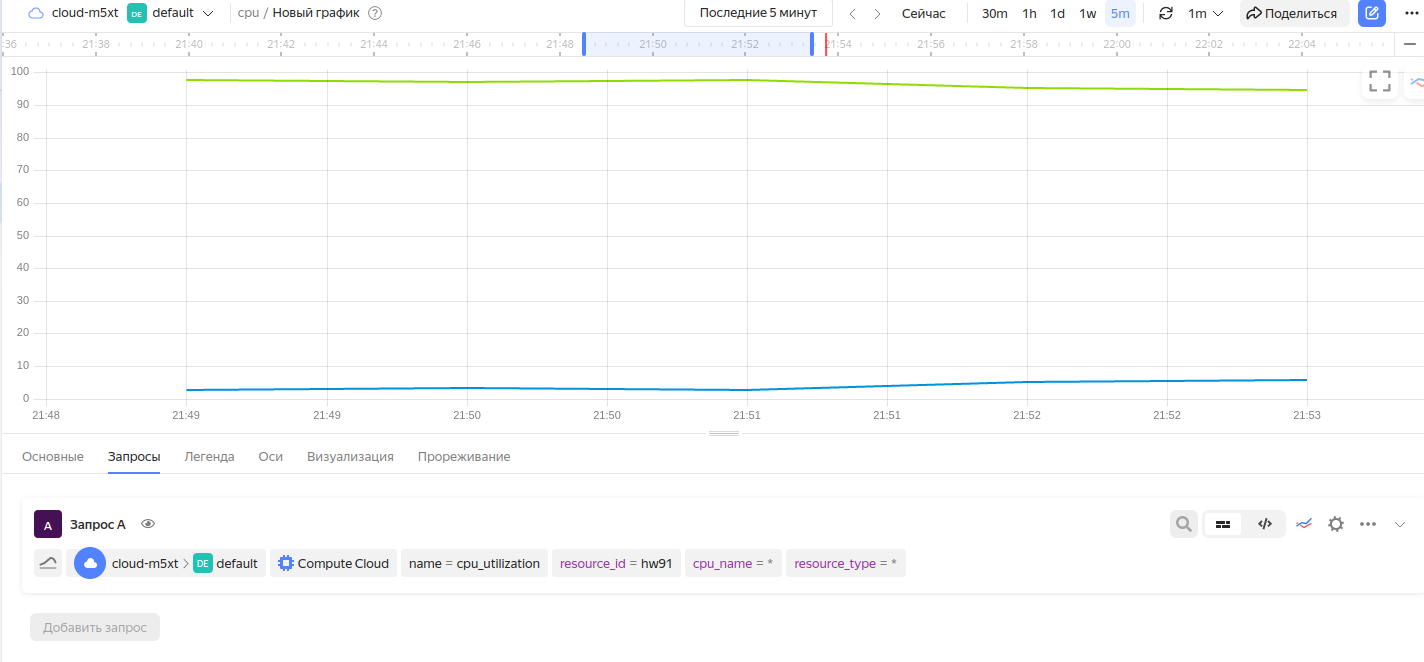 cloud-m5xt DE default cpu / Новый график ? Последние 5 минут Сейчас 30m 1h 1d 1w 5m 1m Поделиться
:36 21:38 21:40 21:42 21:44 21:46 21:48 21:50 21:52 21:54 21:56 21:58 22:00 22:02 22:04
100
90
80
70
60
50
40
30
20
10
0
21:48 21:49 21:49 21:50 21:50 21:51 21:51 21:52 21:52 21:53
Основные Запросы Легенда Оси Визуализация Прореживание
A Запрос A
cloud-m5xt DE default Compute Cloud name = cpu_utilization resource_id = hw91 cpu_name = * resource_type = *
Добавить запрос